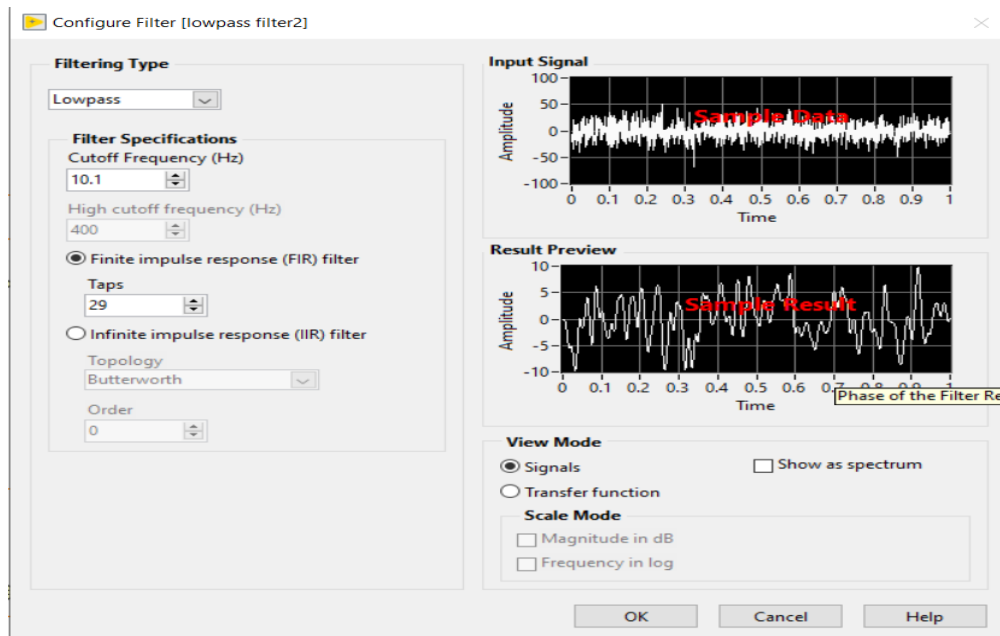 Configure Filter [lowpass filter2]
Filtering Type
Lowpass
Filter Specifications
Cutoff Frequency (Hz)
10.1
High cutoff frequency (Hz)
400
Finite impulse response (FIR) filter
Taps
29
Infinite impulse response (IIR) filter
Topology
Butterworth
Order
0
Input Signal
Amplitude
100
50
0
-50
-100
Sample Data
0 0.1 0.2 0.3 0.4 0.5 0.6 0.7 0.8 0.9 1
Time
Result Preview
Amplitude
10
5
0
-5
-10
Sample Result
0 0.1 0.2 0.3 0.4 0.5 0.6 0.7 0.8 0.9 1
Phase of the Filter Re
Time
View Mode
Signals
Show as spectrum
Transfer function
Scale Mode
Magnitude in dB
Frequency in log
OK Cancel Help